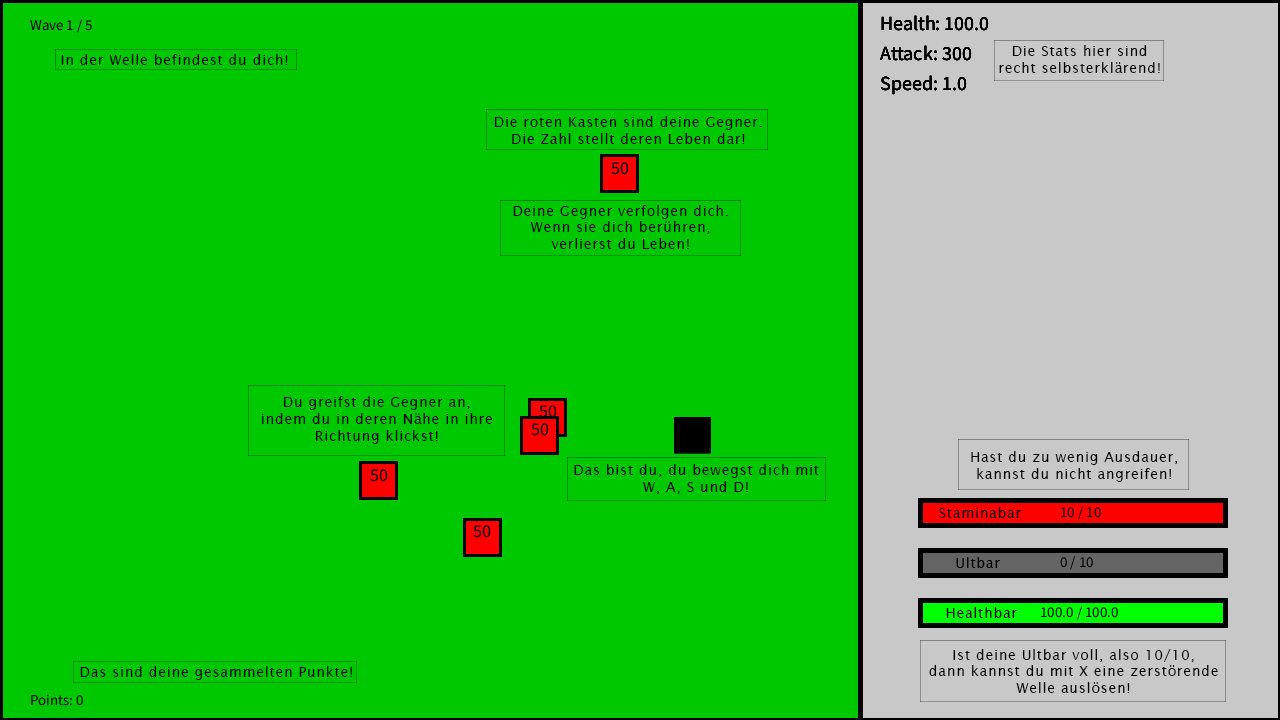 Wave 1 / 5
In der Welle befindest du dich!
Die roten Kasten sind deine Gegner.
Die Zahl stellt deren Leben dar!
50
Deine Gegner verfolgen dich.
Wenn sie dich berühren,
verlierst du Leben!
Du greifst die Gegner an,
indem du in deren Nähe in ihre
Richtung klickst!
50
50
50
50
Das bist du, du bewegst dich mit
W, A, S und D!
Das sind deine gesammelten Punkte!
Points: 0
Health: 100.0
Attack: 300
Speed: 1.0
Die Stats hier sind
recht selbsterklärend!
Hast du zu wenig Ausdauer,
kannst du nicht angreifen!
Staminabar 10 / 10
Ultbar 0 / 10
Healthbar 100.0 / 100.0
Ist deine Ultbar voll, also 10/10,
dann kannst du mit X eine zerstörende
Welle auslösen!